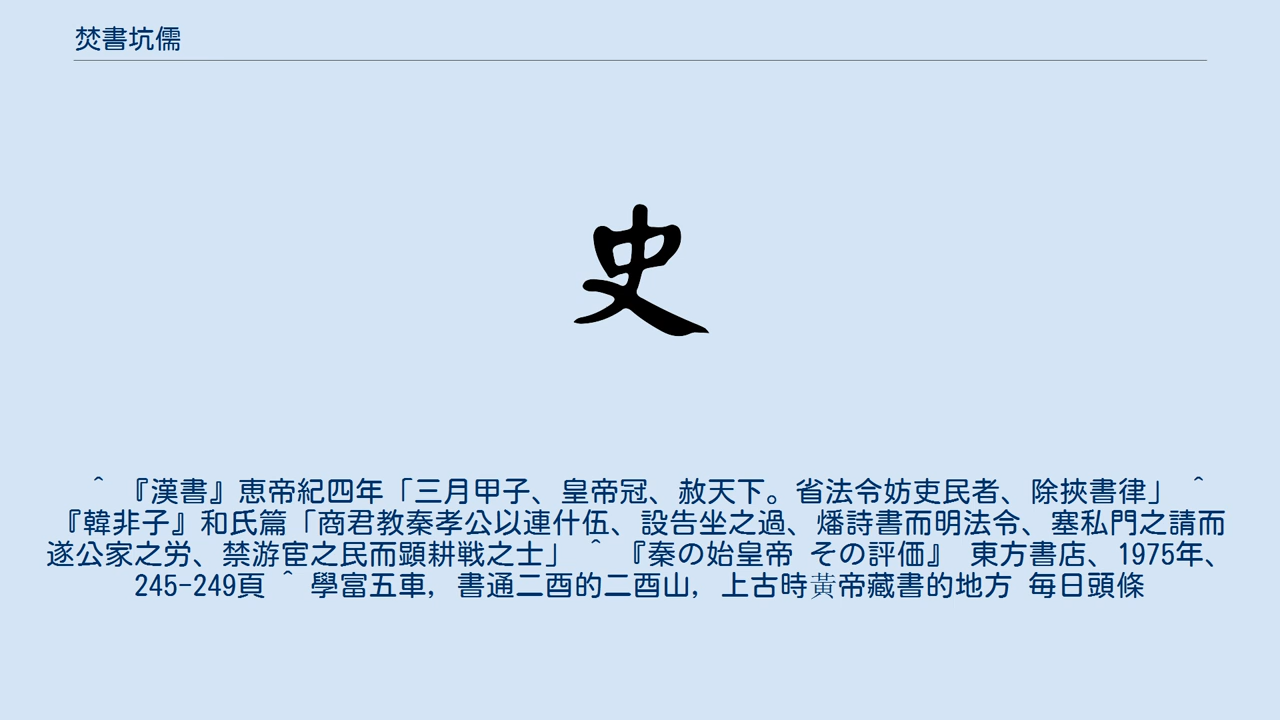 焚書坑儒
史
^ 『漢書』恵帝紀四年「三月甲子、皇帝冠、赦天下。省法令妨吏民者、除挾書律」 ^
『韓非子』和氏篇「商君教秦孝公以連什伍、設告坐之過、燔詩書而明法令、塞私門之請而
遂公家之労、禁游宦之民而顕耕戦之士」 ^ 『秦の始皇帝 その評価』 東方書店、1975年、
245-249頁 ^ 學富五車，書通二酉的二酉山，上古時黃帝藏書的地方 每日頭條